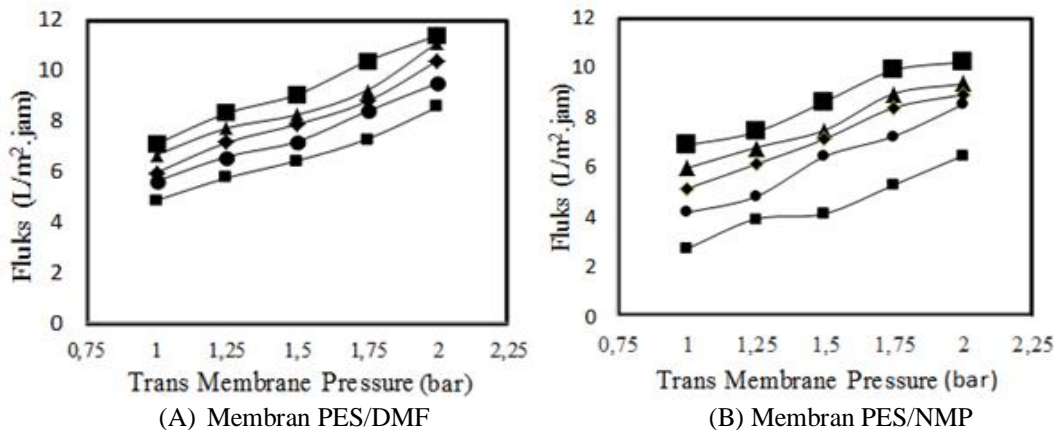 12
10
8
6
4
2
0
Fluks (L/m².jam)
0,75 1 1,25 1,5 1,75 2 2,25
Trans Membrane Pressure (bar)
(A) Membran PES/DMF
12
10
8
6
4
2
0
Fluks (L/m².jam)
0,75 1 1,25 1,5 1,75 2 2,25
Trans Membrane Pressure (bar)
(B) Membran PES/NMP